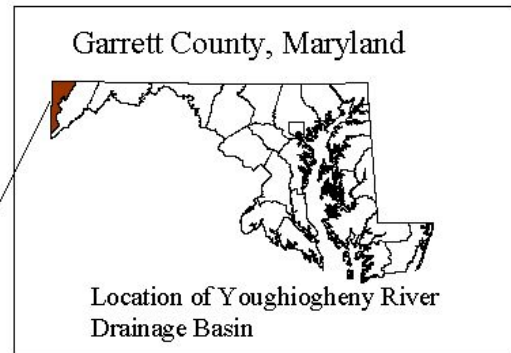 Garrett County, Maryland
Location of Youghiogheny River
Drainage Basin